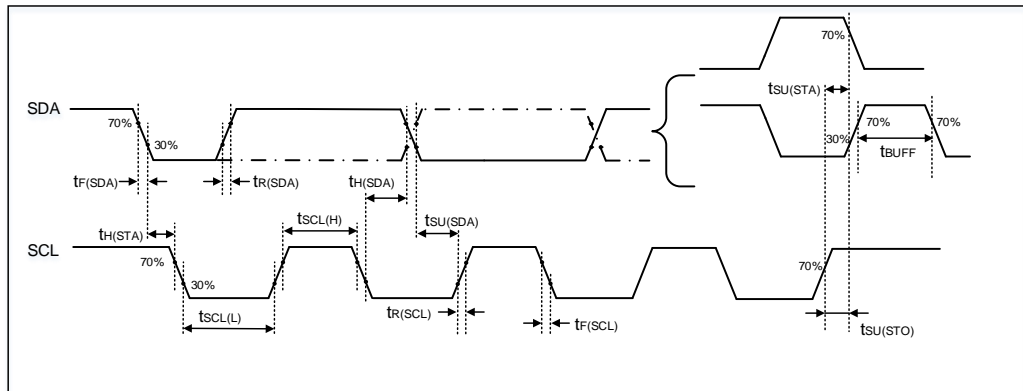 70%
tSU(STA)
SDA
70%
30%
30%
70%
70%
tBUFF
tF(SDA)
tR(SDA)
tH(SDA)
tSCL(H)
tSU(SDA)
tH(STA)
SCL
70%
30%
70%
tSCL(L)
tR(SCL)
tF(SCL)
tSU(STO)